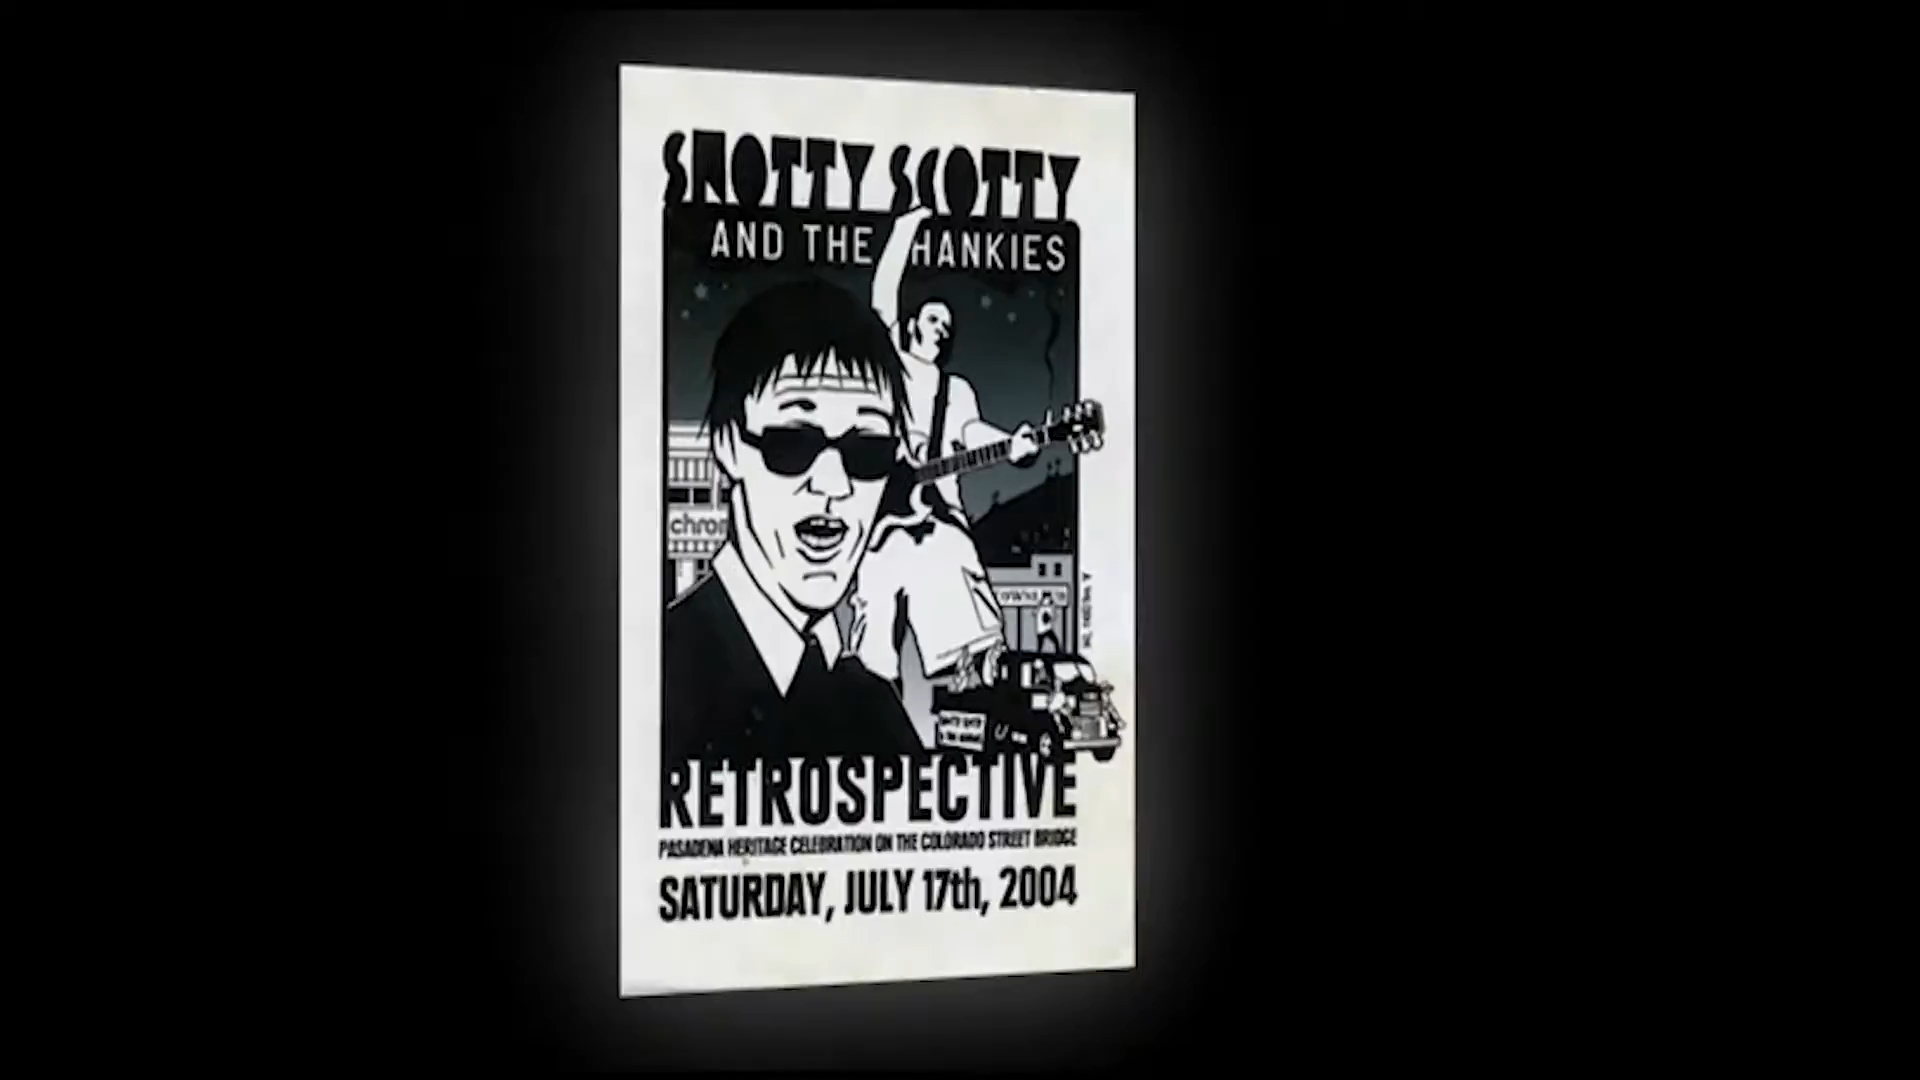 SNOTTY SCOTTY
AND THE HANKIES
chron
RETROSPECTIVE
PASADENA HERITAGE CELEBRATION ON THE COLORADO STREET BRIDGE
SATURDAY, JULY 17th, 2004